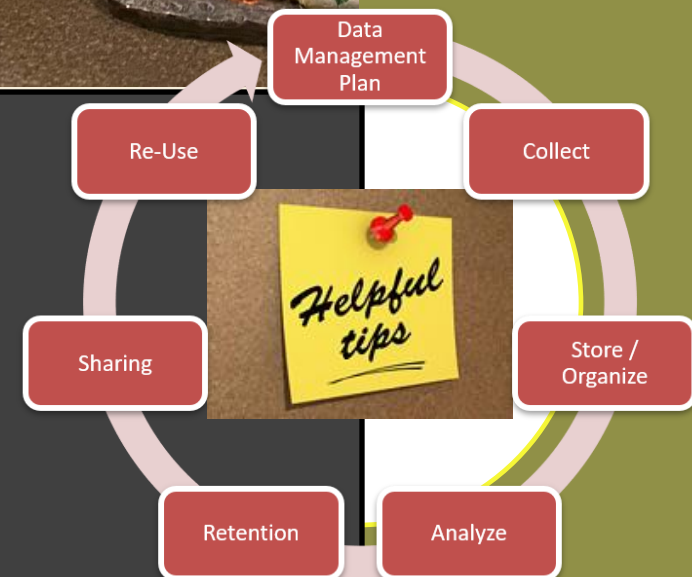 Data
Management
Plan
Collect
Store /
Organize
Analyze
Retention
Sharing
Re-Use
Helpful
tips